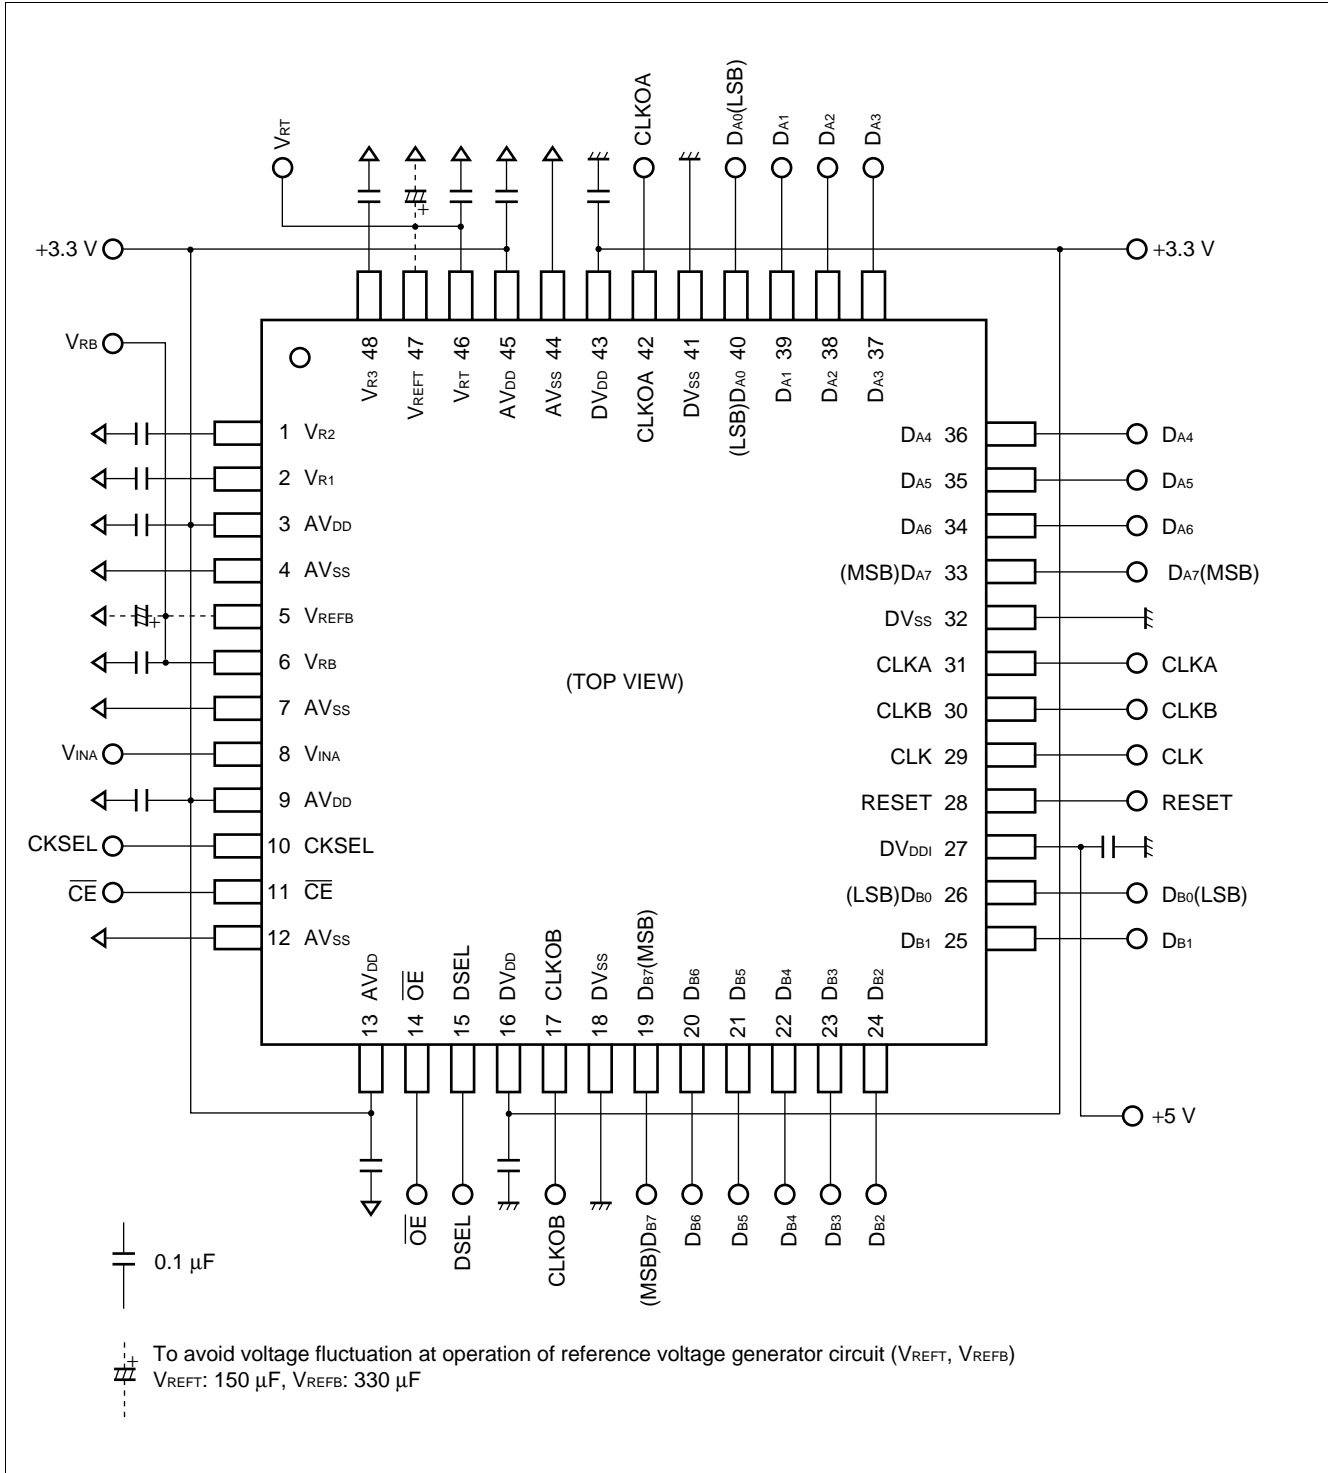 VRT
CLKOA
DA0(LSB)
DA1
DA2
DA3
+3.3 V
+3.3 V
VRB
48 47 46 45 44 43 42 41 40 39 38 37
VR3
VREFT
VRT
AVDD
AVSS
DVDD
CLKOA
DVSS
(LSB)DA0
DA1
DA2
DA3
1 VR2
2 VR1
3 AVDD
4 AVSS
5 VREFB
6 VRB
7 AVSS
VINA 8 VINA
9 AVDD
CKSEL 10 CKSEL
C̅E̅ 11 C̅E̅
12 AVSS
(TOP VIEW)
DA4 36 DA4
DA5 35 DA5
DA6 34 DA6
(MSB)DA7 33 DA7(MSB)
DVSS 32
CLKA 31 CLKA
CLKB 30 CLKB
CLK 29 CLK
RESET 28 RESET
DVDDI 27
(LSB)DB0 26 DB0(LSB)
DB1 25 DB1
AVDD
O̅E̅
DSEL
DVDD
CLKOB
DVSS
DB7(MSB)
DB6
DB5
DB4
DB3
DB2
13 14 15 16 17 18 19 20 21 22 23 24
+5 V
+
+
O̅E̅
DSEL
CLKOB
(MSB)DB7
DB6
DB5
DB4
DB3
DB2
0.1 µF
+
To avoid voltage fluctuation at operation of reference voltage generator circuit (VREFT, VREFB)
VREFT: 150 µF, VREFB: 330 µF